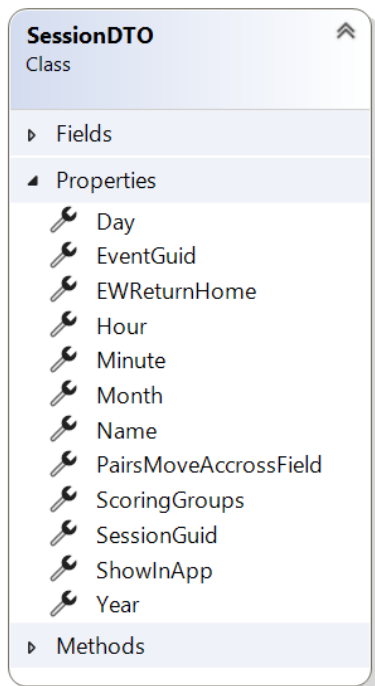 SessionDTO
Class
Fields
Properties
Day
EventGuid
EWReturnHome
Hour
Minute
Month
Name
PairsMoveAccrossField
ScoringGroups
SessionGuid
ShowInApp
Year
Methods